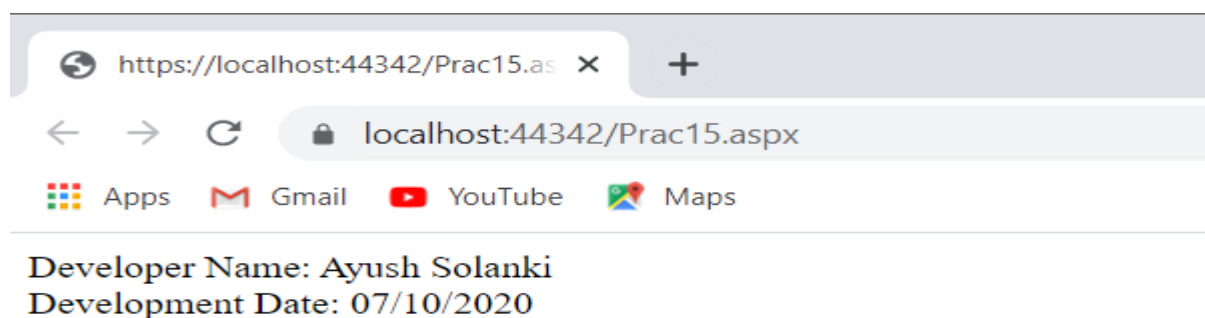 https://localhost:44342/Prac15.as
localhost:44342/Prac15.aspx
Apps Gmail YouTube Maps
Developer Name: Ayush Solanki
Development Date: 07/10/2020